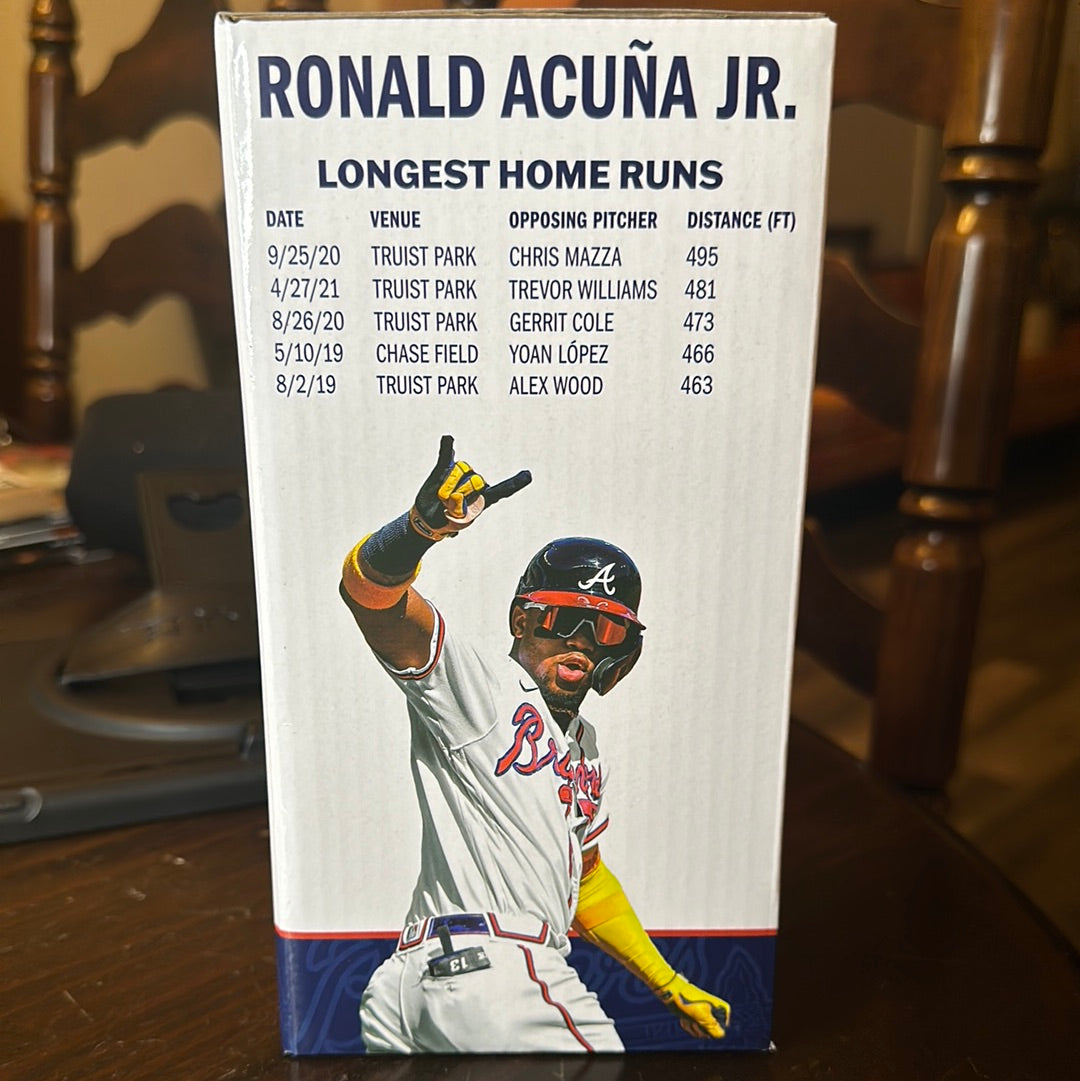 RONALD ACUÑA JR.
LONGEST HOME RUNS
DATE VENUE OPPOSING PITCHER DISTANCE (FT)
9/25/20 TRUIST PARK CHRIS MAZZA 495
4/27/21 TRUIST PARK TREVOR WILLIAMS 481
8/26/20 TRUIST PARK GERRIT COLE 473
5/10/19 CHASE FIELD YOAN LÓPEZ 466
8/2/19 TRUIST PARK ALEX WOOD 463
A
Braves
13